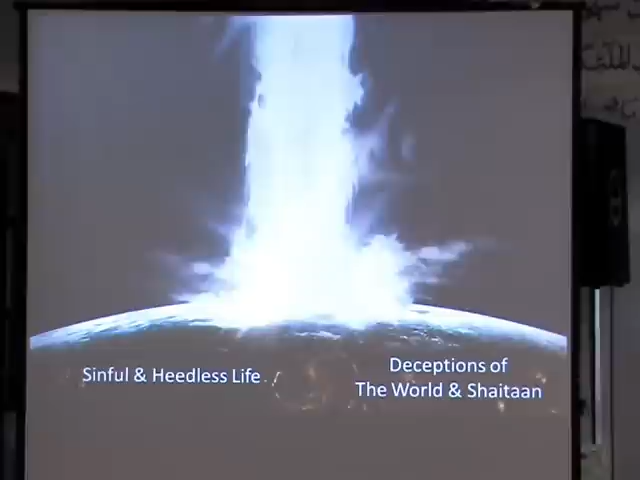 Sinful & Heedless Life
Deceptions of
The World & Shaitaan